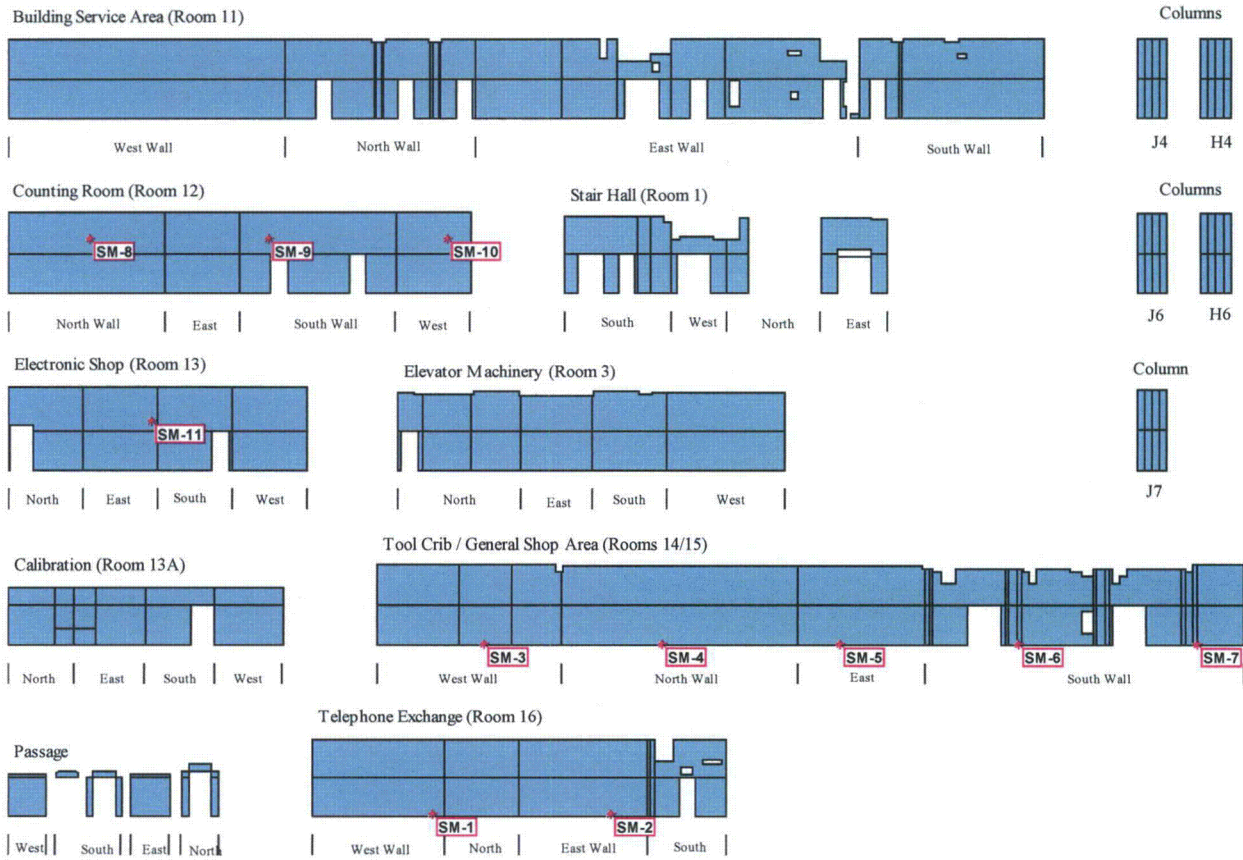 Building Service Area (Room 11)
Columns
West Wall
North Wall
East Wall
South Wall
J4
H4
Counting Room (Room 12)
Stair Hall (Room 1)
Columns
SM-8
SM-9
SM-10
North Wall
East
South Wall
West
South
West
North
East
J6
H6
Electronic Shop (Room 13)
Elevator Machinery (Room 3)
Column
SM-11
North
East
South
West
North
East
South
West
J7
Calibration (Room 13A)
Tool Crib / General Shop Area (Rooms 14/15)
SM-3
SM-4
SM-5
SM-6
SM-7
North
East
South
West
West Wall
North Wall
East
South Wall
Passage
Telephone Exchange (Room 16)
SM-1
SM-2
West
South
East
North
West Wall
North
East Wall
South